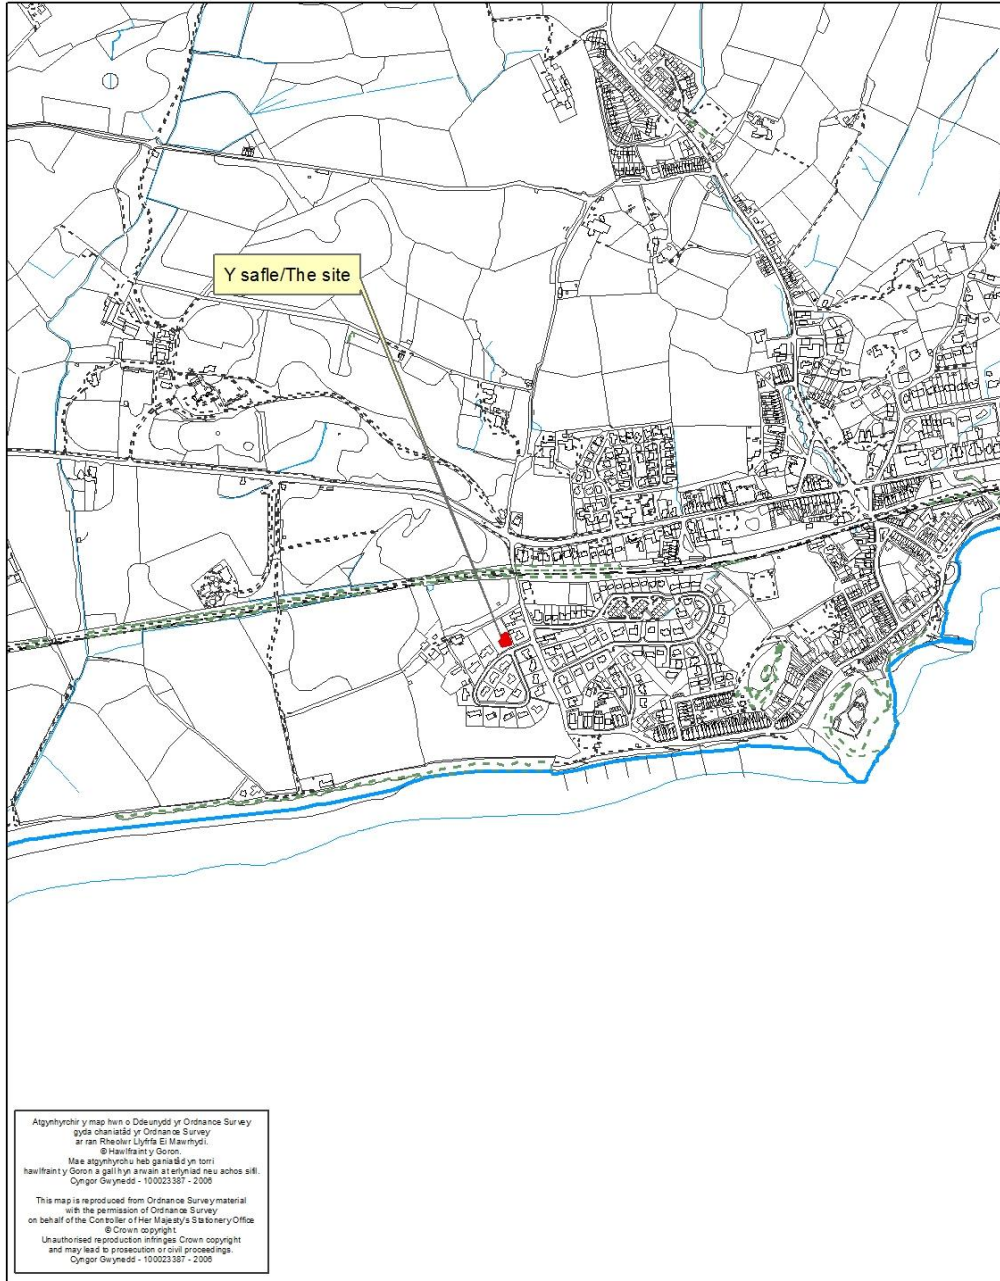 Y safle/The site
Atgynhyrchir y map hwn o Ddeunydd yr Ordnance Survey
gyda chaniatâd yr Ordnance Survey
ar ran Rheolwr Llyfrfa Ei Mawrhydi.
© Hawlfraint y Goron.
Mae atgynhyrchu heb ganiatâd yn torri
hawlfraint y Goron a gall hyn arwain at erlyniad neu achos sifil.
Cyngor Gwynedd - 100023387 - 2006
This map is reproduced from Ordnance Survey material
with the permission of Ordnance Survey
on behalf of the Controller of Her Majesty's Stationery Office
© Crown copyright.
Unauthorised reproduction infringes Crown copyright
and may lead to prosecution or civil proceedings.
Cyngor Gwynedd - 100023387 - 2006